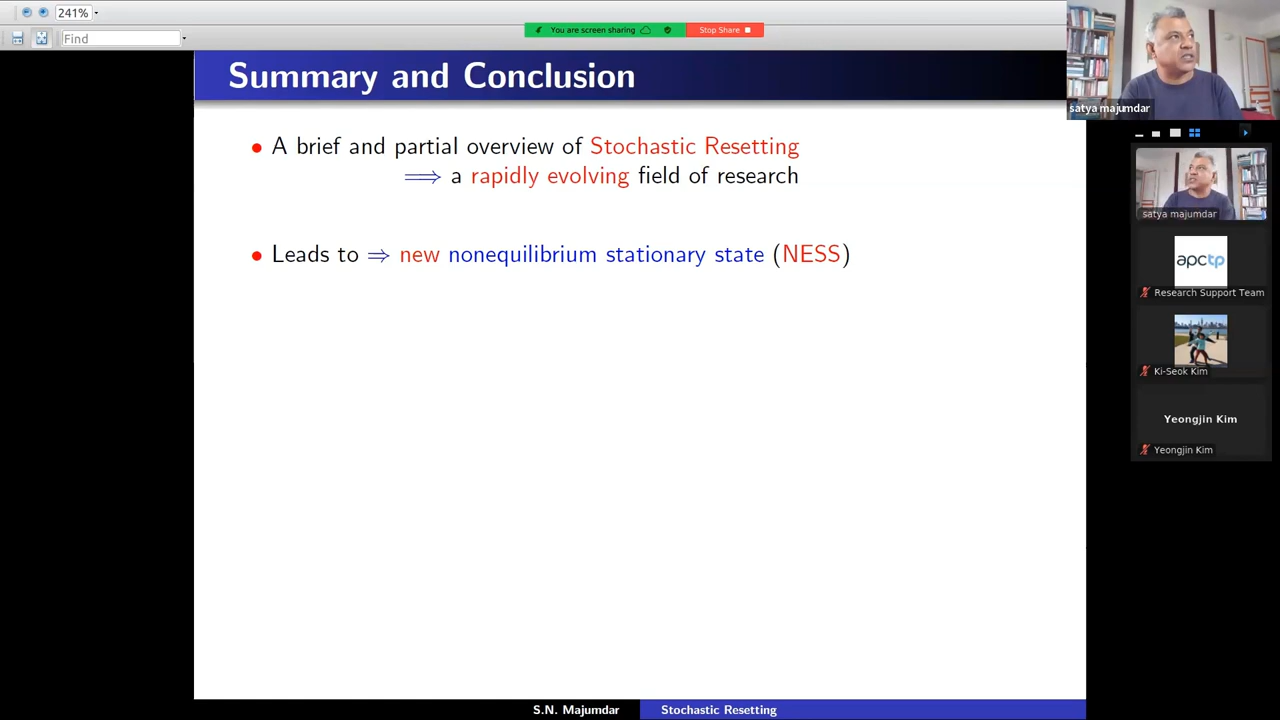 241%
Find
You are screen sharing
Stop Share
Summary and Conclusion
• A brief and partial overview of Stochastic Resetting
⟹ a rapidly evolving field of research
• Leads to ⇒ new nonequilibrium stationary state (NESS)
S.N. Majumdar
Stochastic Resetting
satya majumdar
satya majumdar
apctp
Research Support Team
Ki-Seok Kim
Yeongjin Kim
Yeongjin Kim